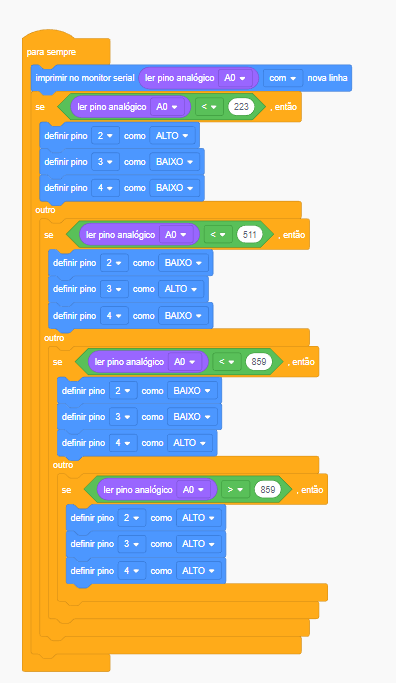 para sempre
imprimir no monitor serial ler pino analógico A0 com nova linha
se ler pino analógico A0 < 223 , então
definir pino 2 como ALTO
definir pino 3 como BAIXO
definir pino 4 como BAIXO
outro
se ler pino analógico A0 < 511 , então
definir pino 2 como BAIXO
definir pino 3 como ALTO
definir pino 4 como BAIXO
outro
se ler pino analógico A0 < 859 , então
definir pino 2 como BAIXO
definir pino 3 como BAIXO
definir pino 4 como ALTO
outro
se ler pino analógico A0 > 859 , então
definir pino 2 como ALTO
definir pino 3 como ALTO
definir pino 4 como ALTO